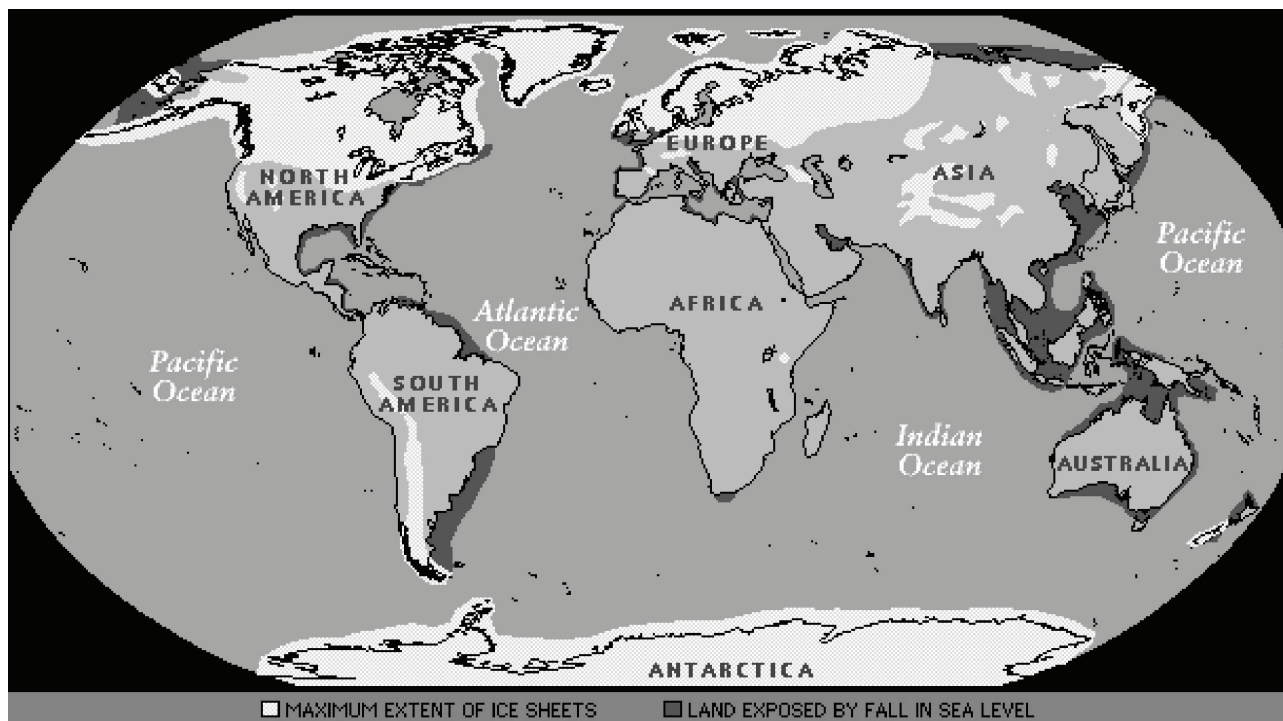 EUROPE
NORTH
AMERICA
ASIA
Pacific
Ocean
AFRICA
Atlantic
Ocean
Pacific
Ocean
SOUTH
AMERICA
Indian
Ocean
AUSTRALIA
ANTARCTICA
MAXIMUM EXTENT OF ICE SHEETS
LAND EXPOSED BY FALL IN SEA LEVEL